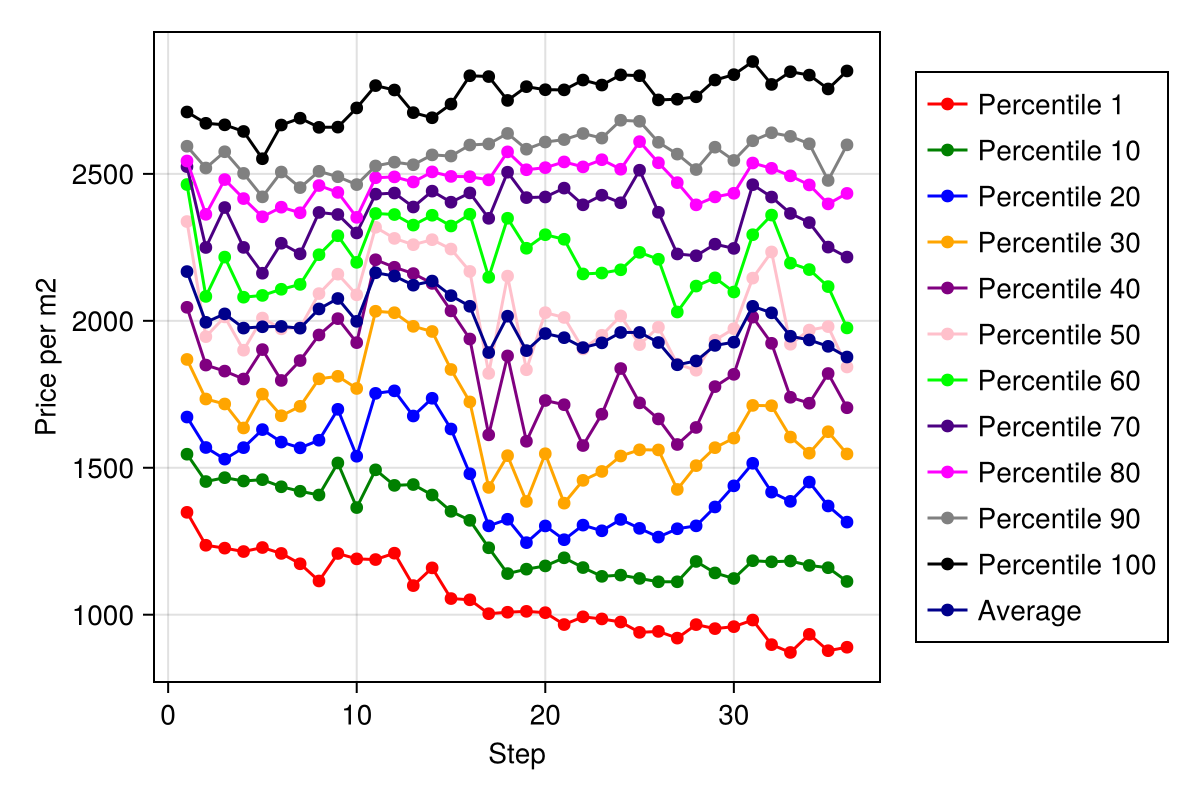 Price per m2
2500
2000
1500
1000
0
10
20
30
Step
Percentile 1
Percentile 10
Percentile 20
Percentile 30
Percentile 40
Percentile 50
Percentile 60
Percentile 70
Percentile 80
Percentile 90
Percentile 100
Average